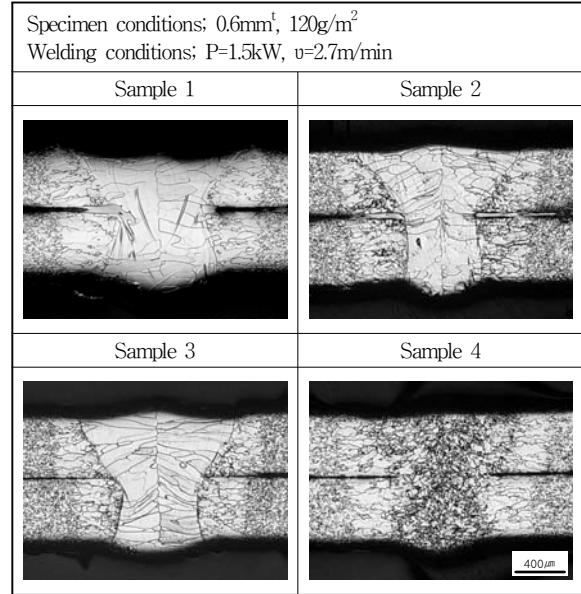 Specimen conditions; 0.6mmᵗ, 120g/m²
Welding conditions; P=1.5kW, υ=2.7m/min
Sample 1
Sample 2
Sample 3
Sample 4
400㎛